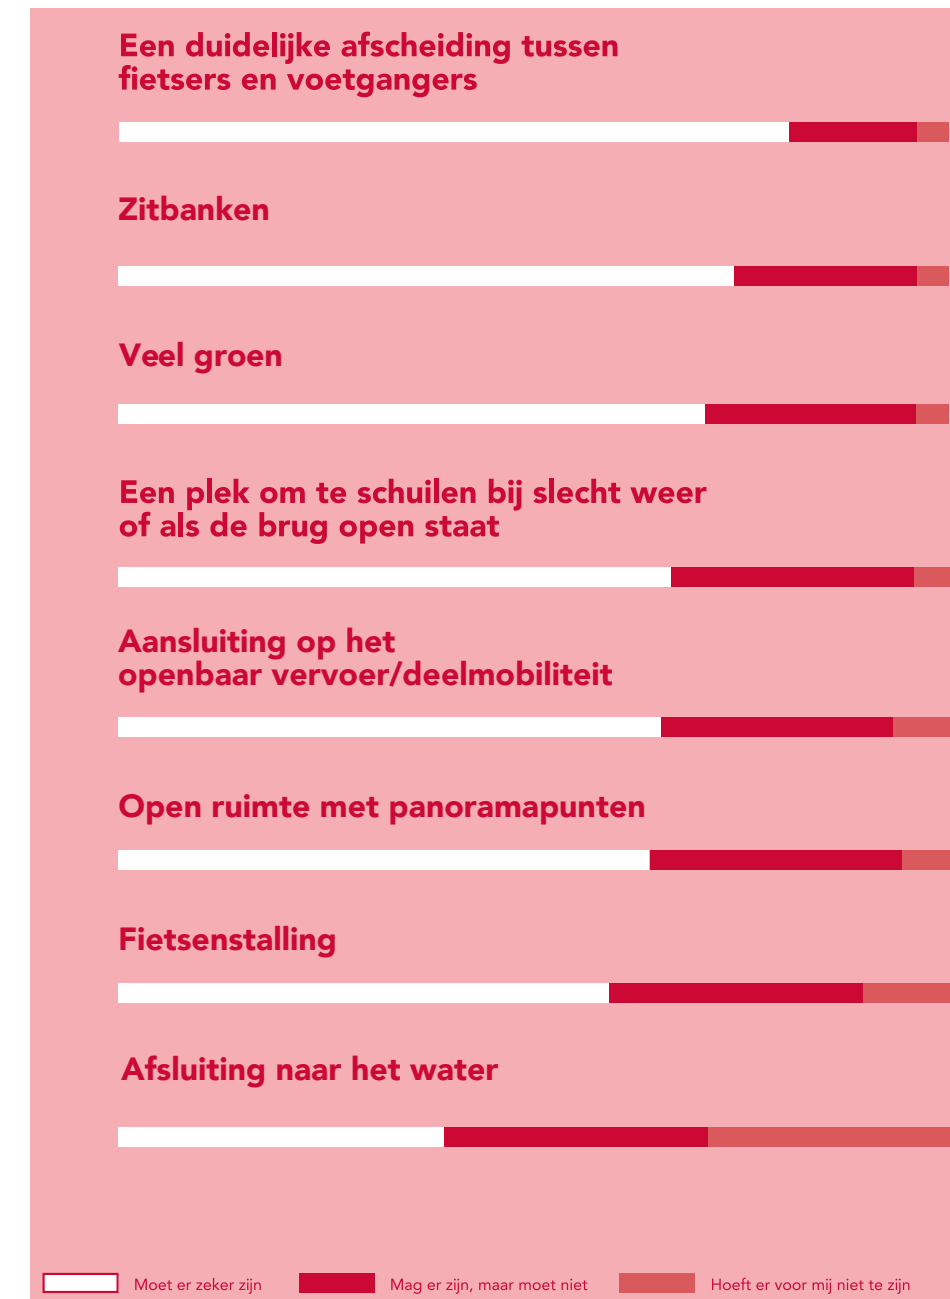 Een duidelijke afscheiding tussen
fietsers en voetgangers
Zitbanken
Veel groen
Een plek om te schuilen bij slecht weer
of als de brug open staat
Aansluiting op het
openbaar vervoer/deelmobiliteit
Open ruimte met panoramapunten
Fietsenstalling
Afsluiting naar het water
Moet er zeker zijn
Mag er zijn, maar moet niet
Hoeft er voor mij niet te zijn